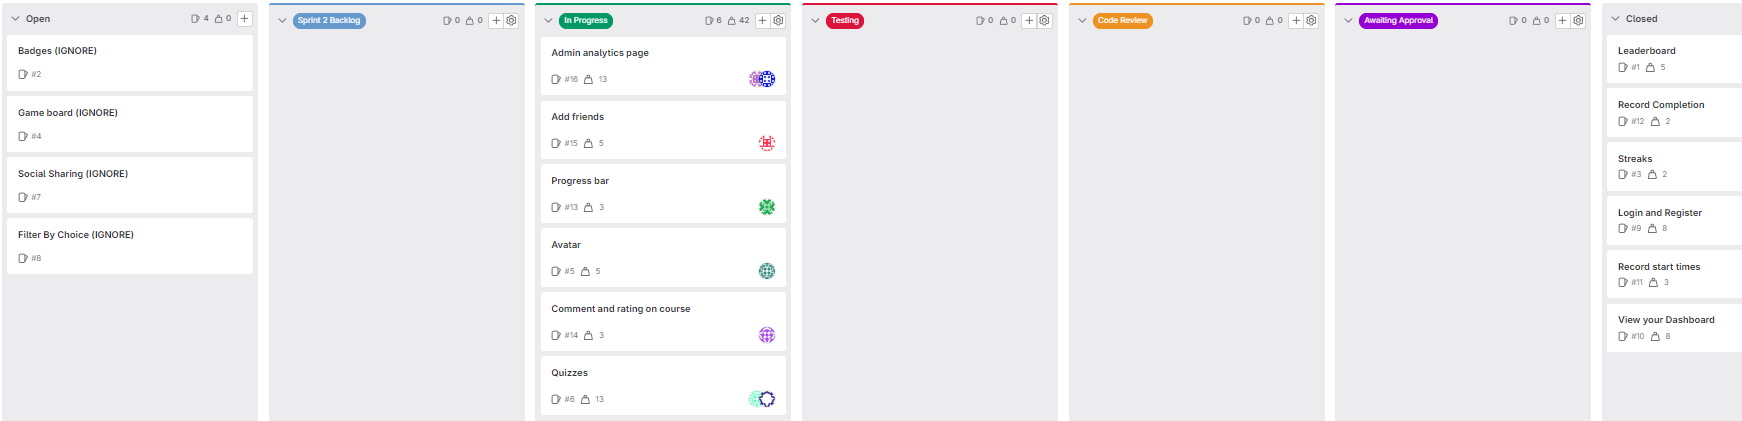 Open 4 0
Badges (IGNORE)
#2
Game board (IGNORE)
#4
Social Sharing (IGNORE)
#7
Filter By Choice (IGNORE)
#8
Sprint 2 Backlog 0 0
In Progress 6 42
Admin analytics page
#16 13
Add friends
#15 5
Progress bar
#13 3
Avatar
#5 5
Comment and rating on course
#14 3
Quizzes
#6 13
Testing 0 0
Code Review 0 0
Awaiting Approval 0 0
Closed
Leaderboard
#1 5
Record Completion
#12 2
Streaks
#3 2
Login and Register
#9 8
Record start times
#11 3
View your Dashboard
#10 8